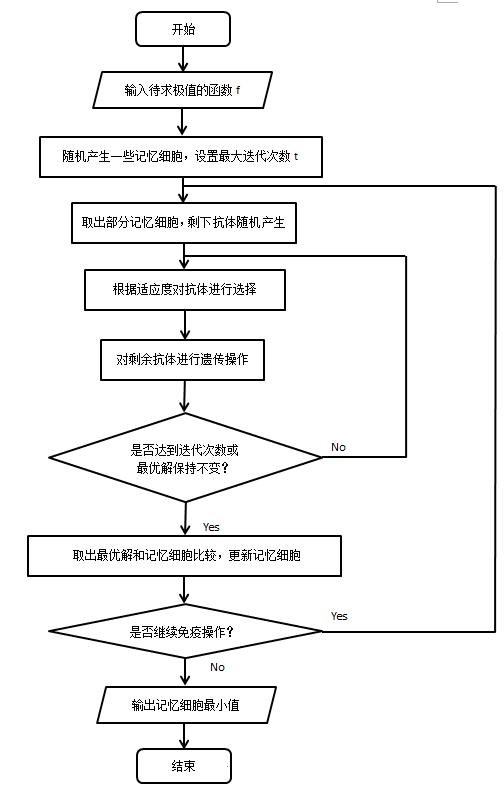 开始
输入待求极值的函数 f
随机产生一些记忆细胞，设置最大迭代次数 t
取出部分记忆细胞，剩下抗体随机产生
根据适应度对抗体进行选择
对剩余抗体进行遗传操作
是否达到迭代次数或
最优解保持不变？
No
Yes
取出最优解和记忆细胞比较，更新记忆细胞
是否继续免疫操作？
Yes
No
输出记忆细胞最小值
结束